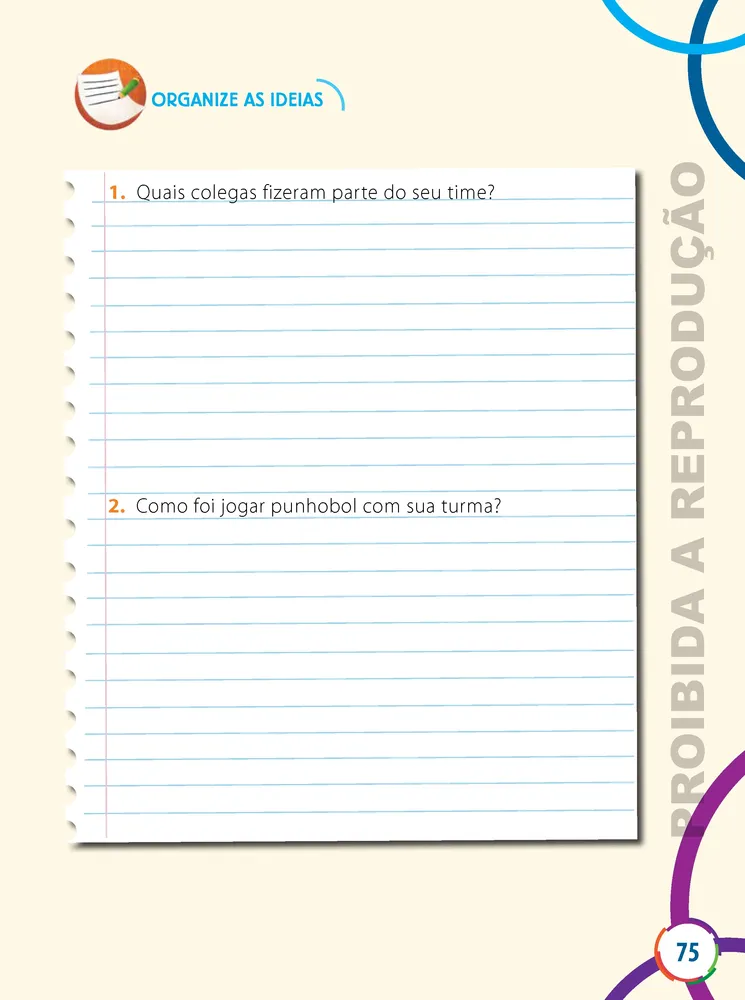 ORGANIZE AS IDEIAS
1. Quais colegas fizeram parte do seu time?
2. Como foi jogar punhobol com sua turma?
PROIBIDA A REPRODUÇÃO
75